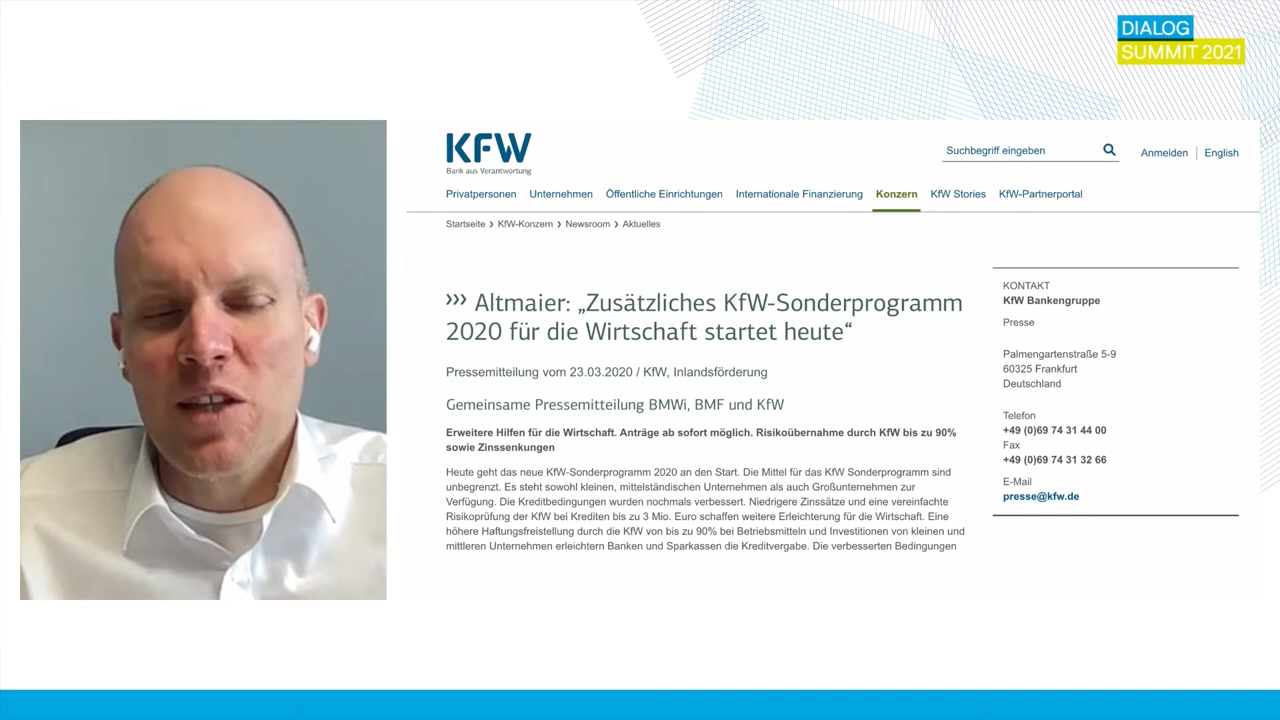 DIALOG
SUMMIT 2021
KFW
Bank aus Verantwortung
Suchbegriff eingeben
Anmelden
English
Privatpersonen Unternehmen Öffentliche Einrichtungen Internationale Finanzierung Konzern KfW Stories KfW-Partnerportal
Startseite › KfW-Konzern › Newsroom › Aktuelles
››› Altmaier: „Zusätzliches KfW-Sonderprogramm
2020 für die Wirtschaft startet heute“
Pressemitteilung vom 23.03.2020 / KfW, Inlandsförderung
Gemeinsame Pressemitteilung BMWi, BMF und KfW
Erweitere Hilfen für die Wirtschaft. Anträge ab sofort möglich. Risikoübernahme durch KfW bis zu 90%
sowie Zinssenkungen
Heute geht das neue KfW-Sonderprogramm 2020 an den Start. Die Mittel für das KfW Sonderprogramm sind
unbegrenzt. Es steht sowohl kleinen, mittelständischen Unternehmen als auch Großunternehmen zur
Verfügung. Die Kreditbedingungen wurden nochmals verbessert. Niedrigere Zinssätze und eine vereinfachte
Risikoprüfung der KfW bei Krediten bis zu 3 Mio. Euro schaffen weitere Erleichterung für die Wirtschaft. Eine
höhere Haftungsfreistellung durch die KfW von bis zu 90% bei Betriebsmitteln und Investitionen von kleinen und
mittleren Unternehmen erleichtern Banken und Sparkassen die Kreditvergabe. Die verbesserten Bedingungen
KONTAKT
KfW Bankengruppe
Presse
Palmengartenstraße 5-9
60325 Frankfurt
Deutschland
Telefon
+49 (0)69 74 31 44 00
Fax
+49 (0)69 74 31 32 66
E-Mail
presse@kfw.de